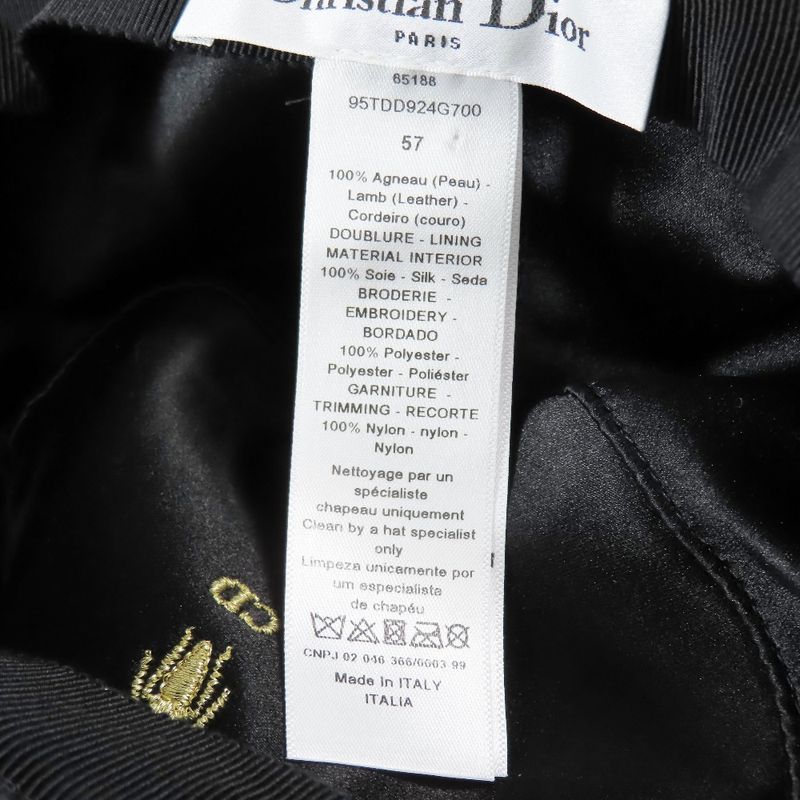 Christian Dior
PARIS
65186
95TDD924G700
57
100% Agneau (Peau) -
Lamb (Leather) -
Cordeiro (couro)
DOUBLURE - LINING
MATERIAL INTERIOR
100% Soie - Silk - Seda
BRODERIE -
EMBROIDERY -
BORDADO
100% Polyester -
Polyester - Poliéster
GARNITURE -
TRIMMING - RECORTE
100% Nylon - nylon -
Nylon
Nettoyage par un
spécialiste
chapeau uniquement
Clean by a hat specialist
only
Limpeza unicamente por
um especialista
de chapéu
CNPJ 02 046 366/0003 99
Made in ITALY
ITALIA
CD